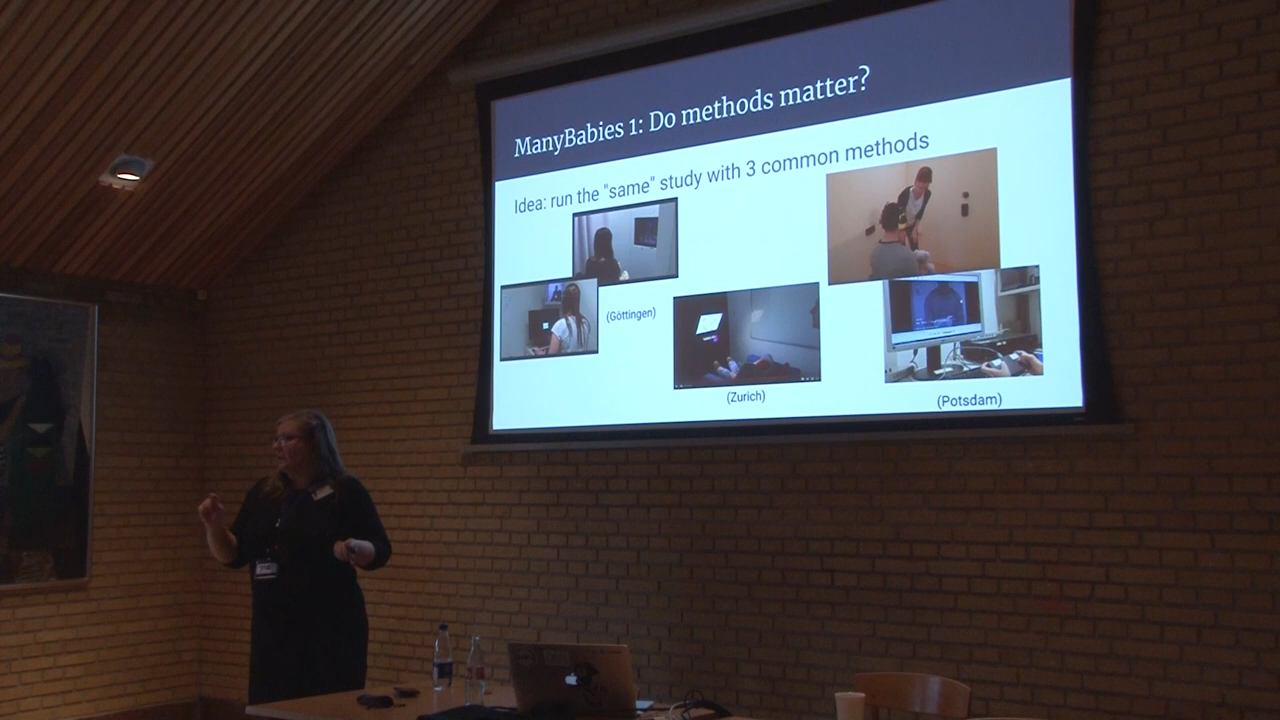 ManyBabies 1: Do methods matter?
Idea: run the "same" study with 3 common methods
(Göttingen)
(Zurich)
(Potsdam)